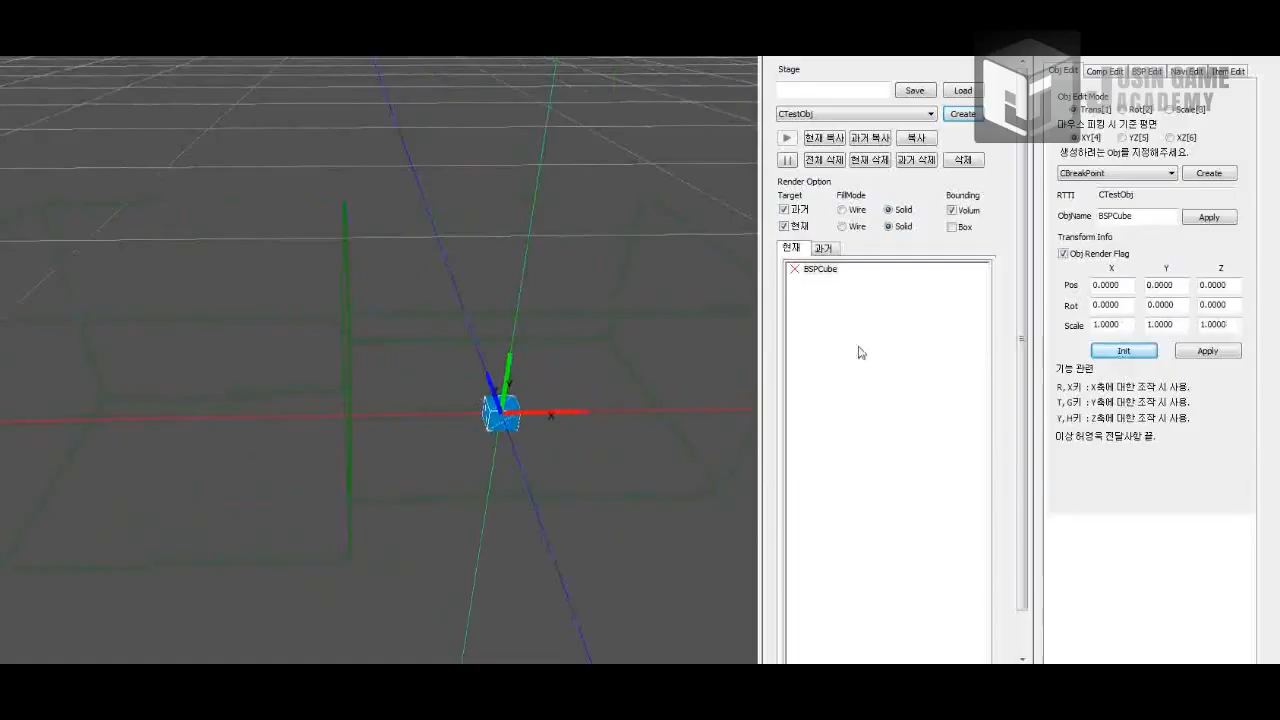 Stage
Save
Load
CTestObj
Create
현재 복사
과거 복사
복사
전체 삭제
현재 삭제
과거 삭제
삭제
Render Option
Target
FillMode
Bounding
과거
Wire
Solid
Volum
현재
Wire
Solid
Box
현재
과거
BSPCube
X
Y
Obj Edit
Comp Edit
BSP Edit
Navi Edit
Item Edit
GAME
ACADEMY
Obj Edit Mode
Trans[1]
Rot[2]
Scale[3]
마우스 피킹 시 기준 평면
XY[4]
YZ[5]
XZ[6]
생성하려는 Obj를 지정해주세요.
CBreakPoint
Create
RTTI
CTestObj
ObjName
BSPCube
Apply
Transform Info
Obj Render Flag
X
Y
Z
Pos
0.0000
0.0000
0.0000
Rot
0.0000
0.0000
0.0000
Scale
1.0000
1.0000
1.0000
Init
Apply
기능 관련
R,X키 : X축에 대한 조작 시 사용.
T,G키 : Y축에 대한 조작 시 사용.
Y,H키 : Z축에 대한 조작 시 사용.
이상 허영욱 전달사항 끝.